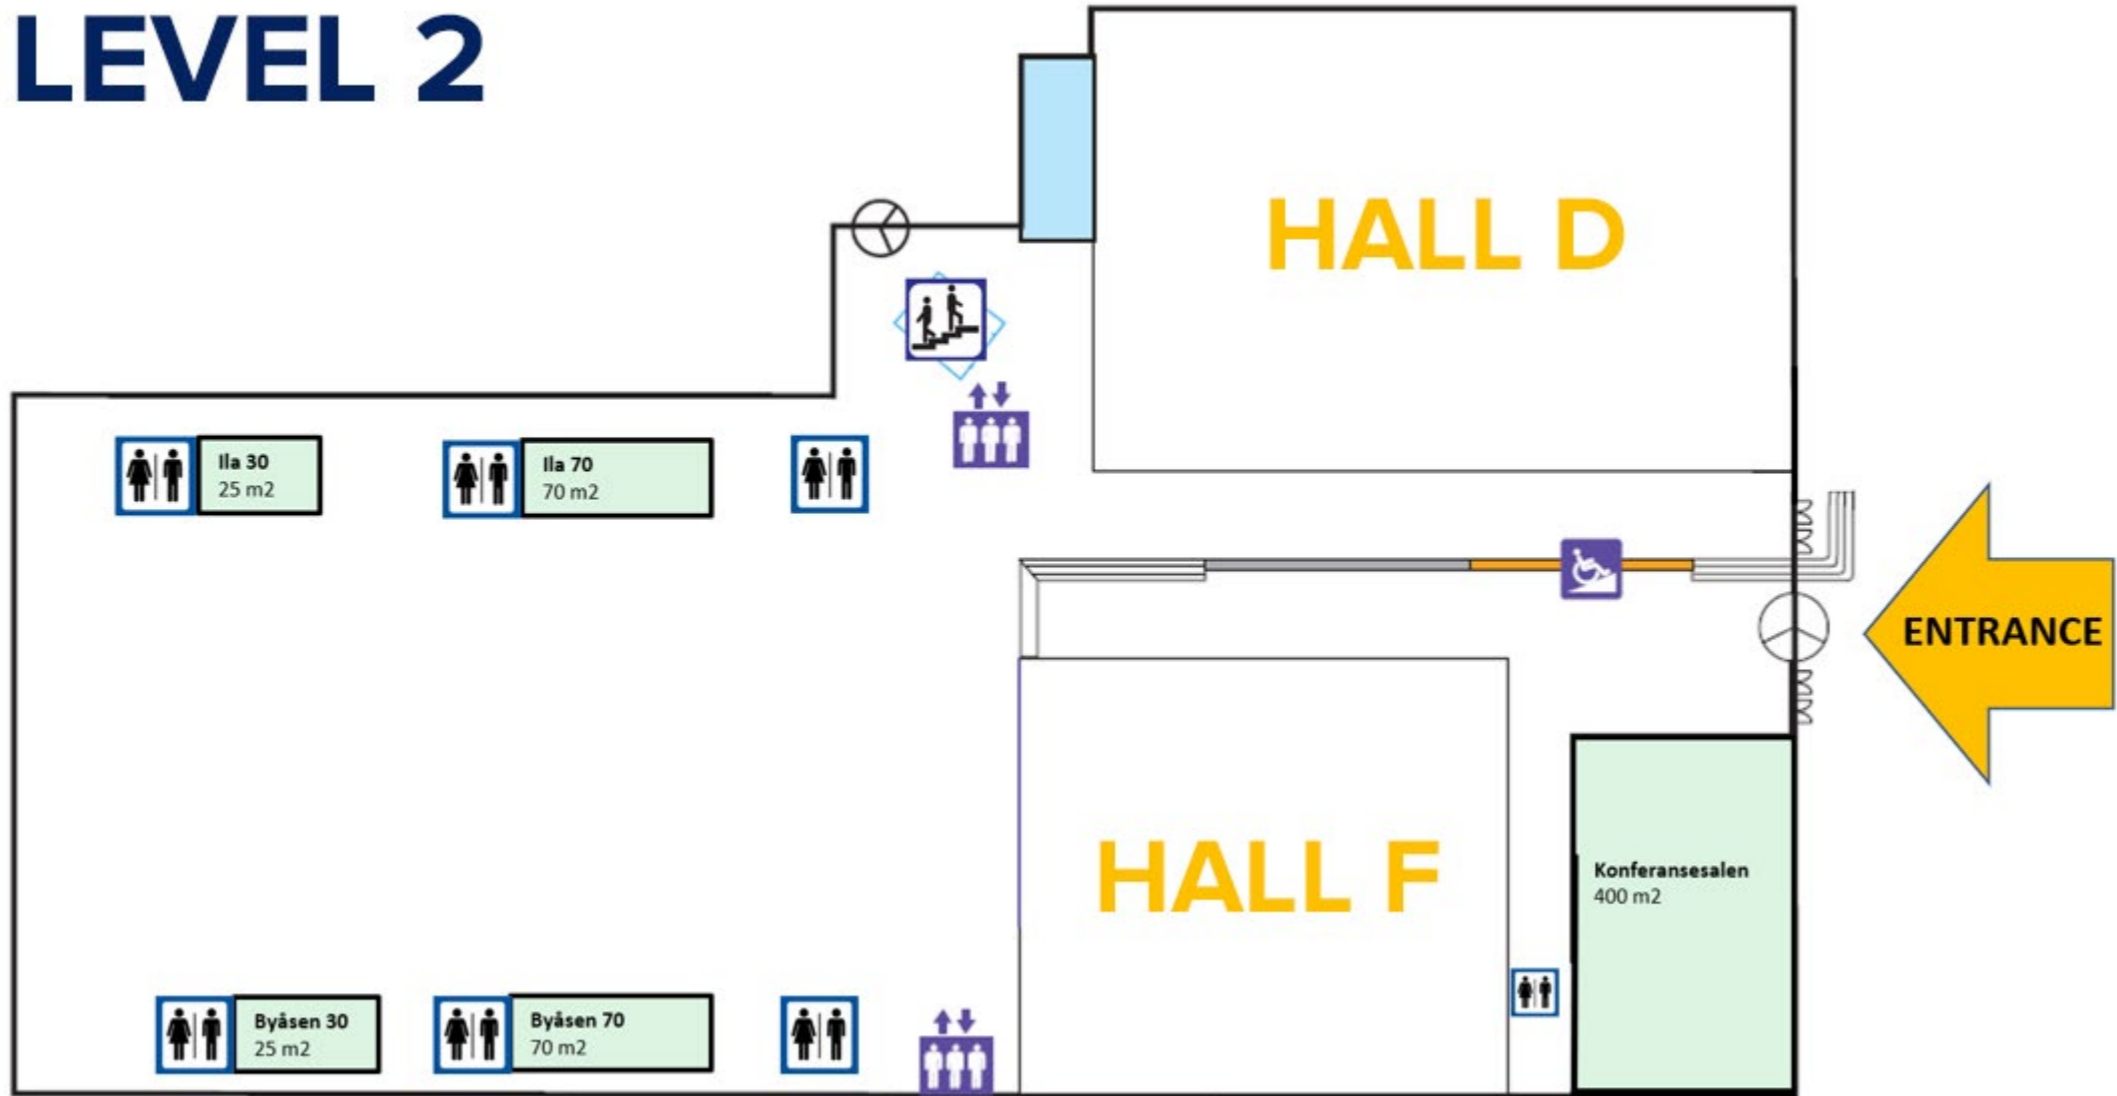 LEVEL 2
HALL D
Ila 30
25 m2
Ila 70
70 m2
ENTRANCE
HALL F
Konferansesalen
400 m2
Byåsen 30
25 m2
Byåsen 70
70 m2